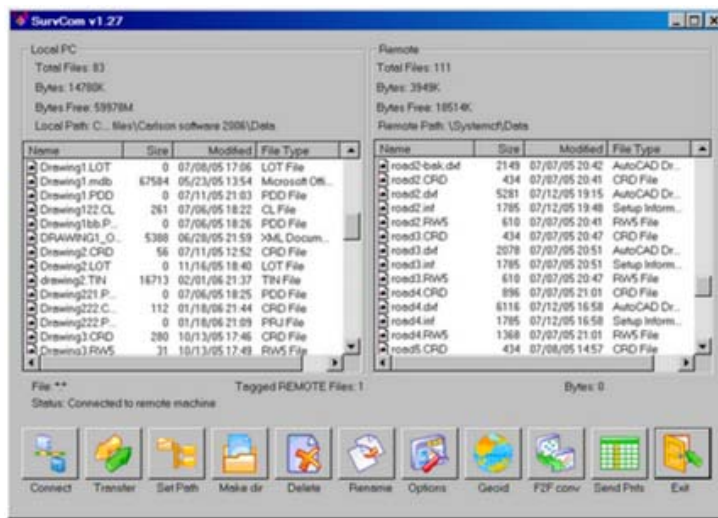 SurvCom v1.27
Local PC
Total Files: 83
Bytes: 14780K
Bytes Free: 59978M
Local Path: C... files\Carlson software 2006\Data
Name Size Modified File Type
Drawing1.LOT 0 07/08/05 17:06 LOT File
Drawing1.mdb 67584 05/23/05 13:54 Microsoft Offi...
Drawing1.PDD 0 07/11/05 21:03 PDD File
Drawing122.CL 261 07/06/05 18:22 CL File
Drawing1bb.P... 0 07/06/05 18:26 PDD File
DRAWING1_O... 5388 06/28/05 21:59 XML Docum...
Drawing2.CRD 56 07/11/05 12:52 CRD File
Drawing2.LOT 0 11/16/05 18:40 LOT File
drawing2.TIN 16713 02/01/06 21:37 TIN File
Drawing221.P... 0 07/06/05 18:25 PDD File
Drawing222.C... 112 01/18/06 21:44 CRD File
Drawing222.P... 0 01/18/06 21:09 PRJ File
Drawing3.CRD 280 10/13/05 17:46 CRD File
Drawing3.RW5 31 10/13/05 17:49 RW5 File
Remote
Total Files: 111
Bytes: 3949K
Bytes Free: 18514K
Remote Path: \Systemcf\Data
Name Size Modified File Type
road2-bak.dxf 2149 07/07/05 20:42 AutoCAD Dr...
road2.CRD 434 07/07/05 20:41 CRD File
road2.dxf 5281 07/12/05 19:15 AutoCAD Dr...
road2.inf 1785 07/12/05 19:48 Setup Inform...
road2.RW5 610 07/07/05 20:41 RW5 File
road3.CRD 434 07/07/05 20:47 CRD File
road3.dxf 2078 07/07/05 20:51 AutoCAD Dr...
road3.inf 1785 07/07/05 20:51 Setup Inform...
road3.RW5 610 07/07/05 20:47 RW5 File
road4.CRD 896 07/07/05 21:01 CRD File
road4.dxf 6116 07/12/05 16:58 AutoCAD Dr...
road4.inf 1785 07/12/05 16:58 Setup Inform...
road4.RW5 1368 07/07/05 21:01 RW5 File
road5.CRD 434 07/08/05 14:57 CRD File
File: ** Tagged REMOTE Files: 1 Bytes: 0
Status: Connected to remote machine
Connect Transfer Set Path Make dir Delete Rename Options Geoid F2F conv Send Pnts Exit